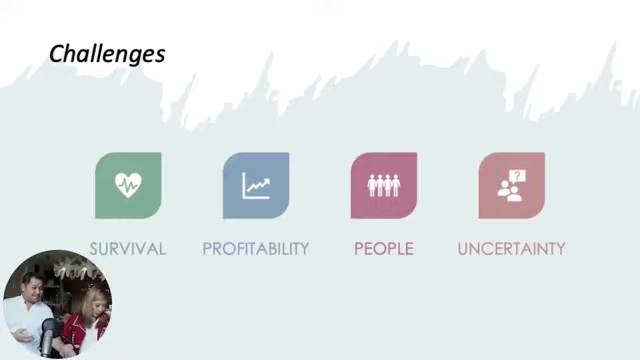 Challenges
SURVIVAL
PROFITABILITY
PEOPLE
UNCERTAINTY